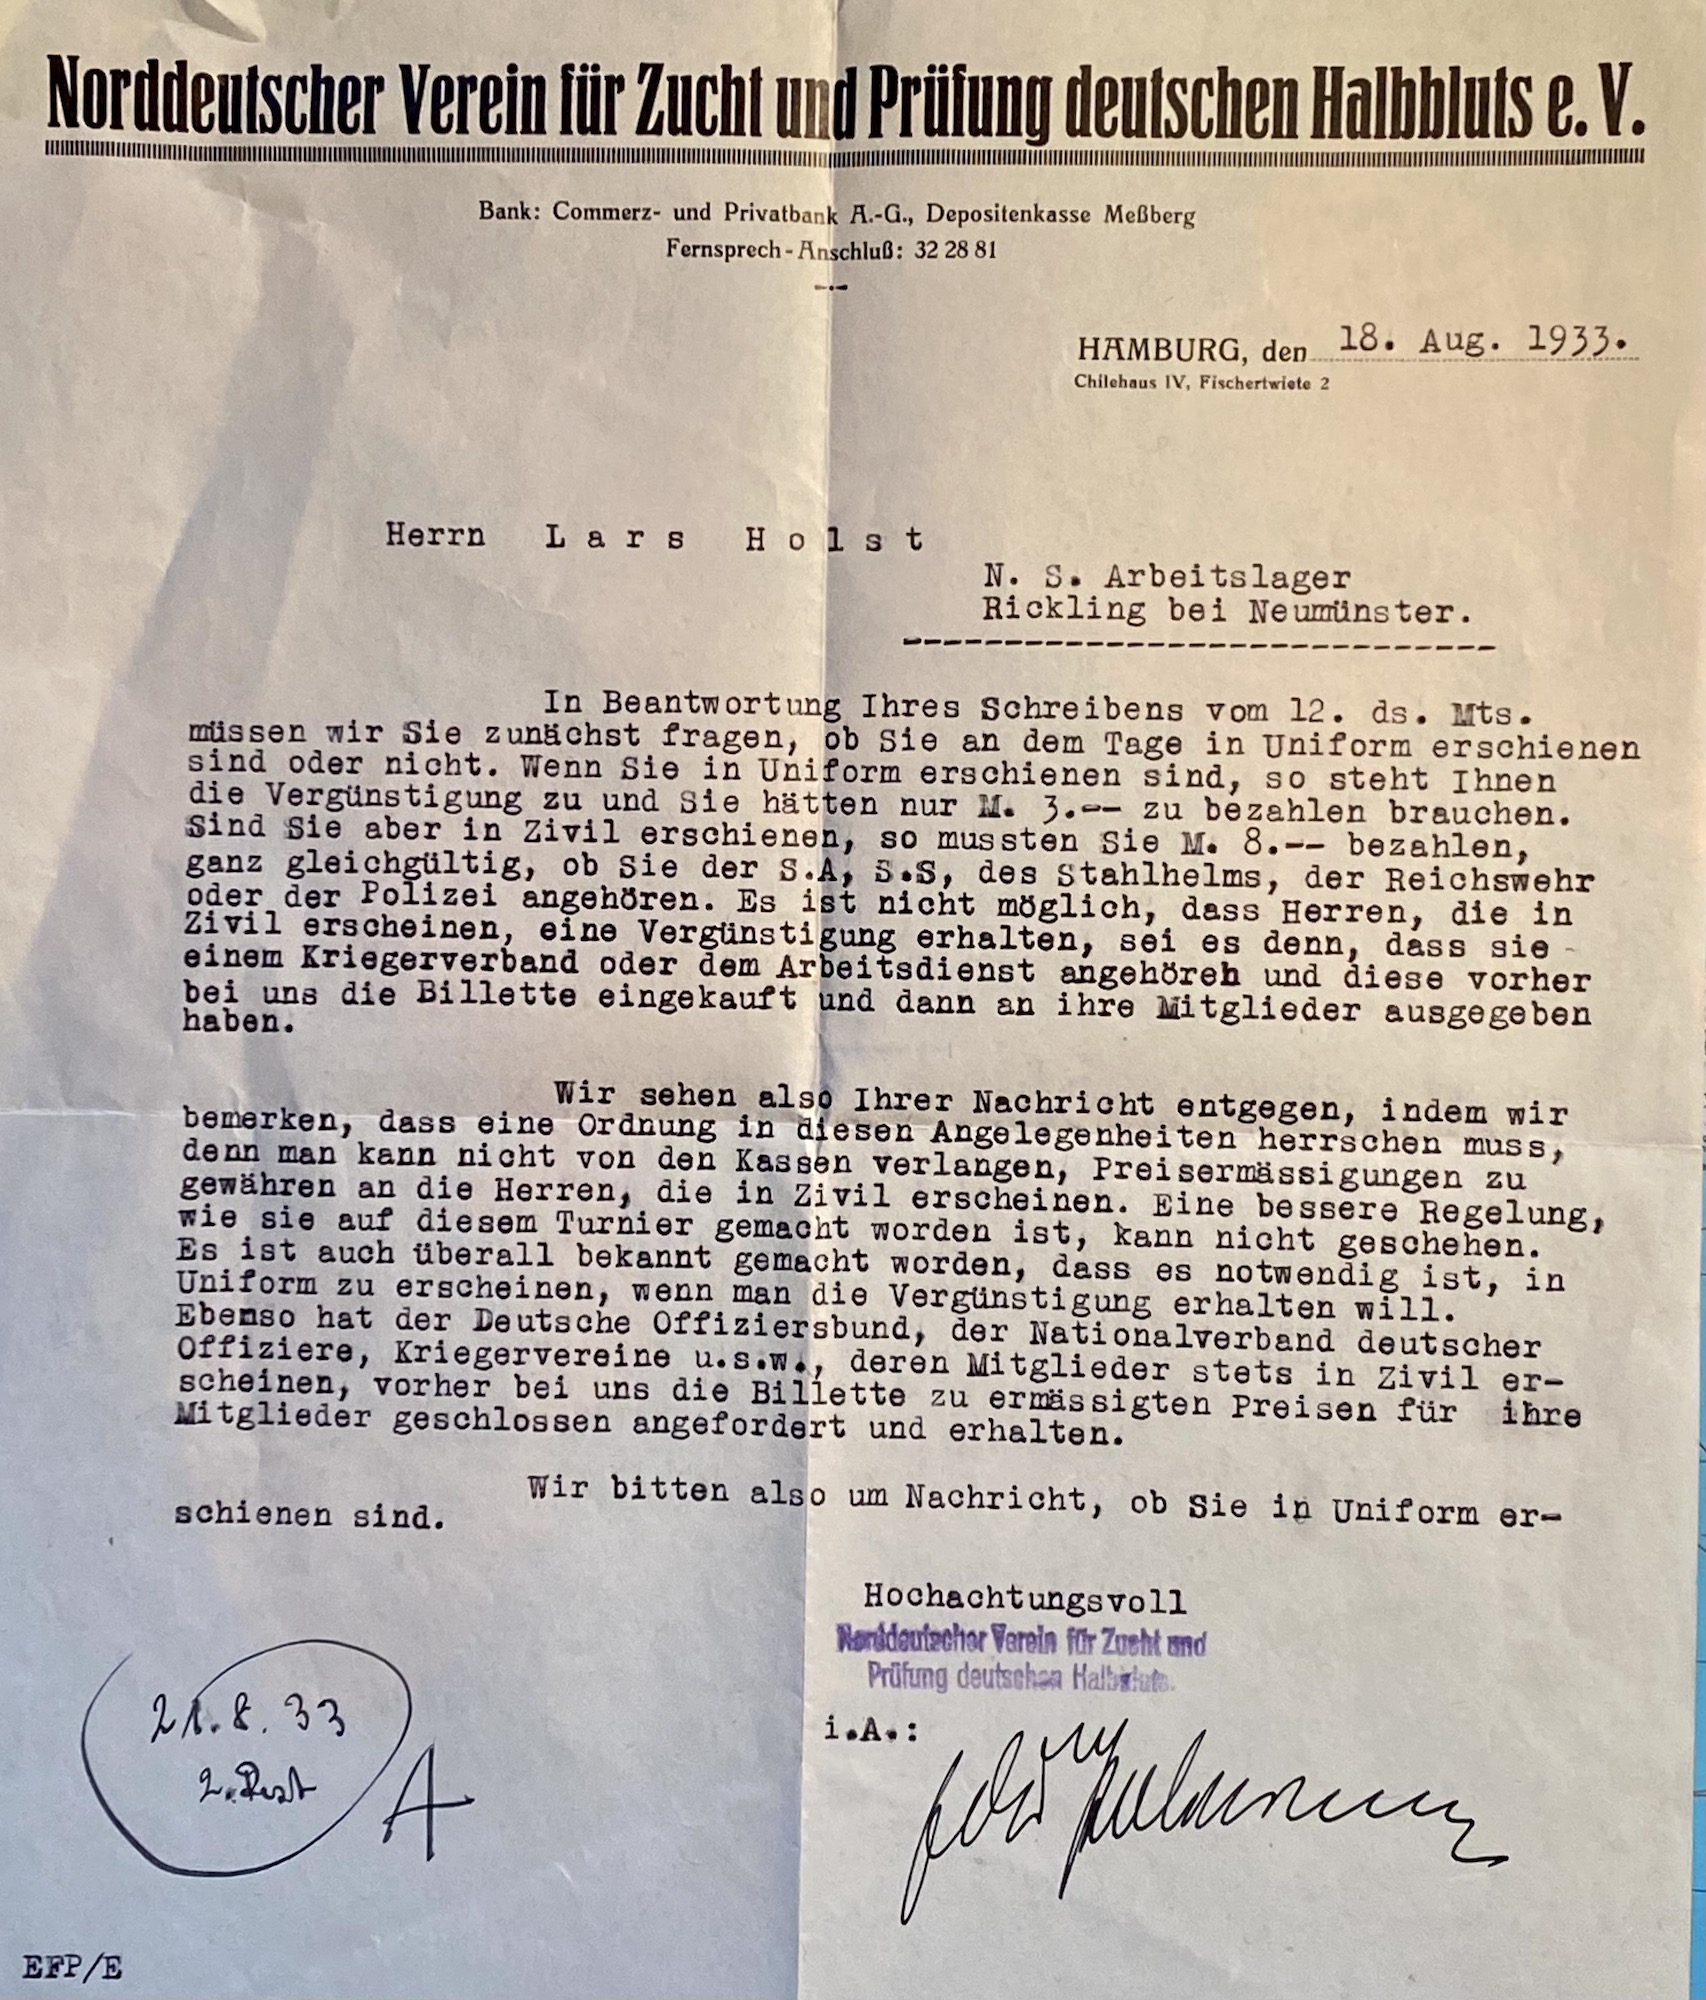 Norddeutscher Verein für Zucht und Prüfung deutschen Halbbluts e. V.
Bank: Commerz- und Privatbank A.-G., Depositenkasse Meßberg
Fernsprech-Anschluß: 32 28 81
HAMBURG, den 18. Aug. 1933.
Chilehaus IV, Fischertwiete 2
Herrn L a r s H o l s t
N. S. Arbeitslager
Rickling bei Neumünster.
In Beantwortung Ihres Schreibens vom 12. ds. Mts.
müssen wir Sie zunächst fragen, ob Sie an dem Tage in Uniform erschienen
sind oder nicht. Wenn Sie in Uniform erschienen sind, so steht Ihnen
die Vergünstigung zu und Sie hätten nur M. 3.-- zu bezahlen brauchen.
Sind Sie aber in Zivil erschienen, so mussten Sie M. 8.-- bezahlen,
ganz gleichgültig, ob Sie der S.A, S.S, des Stahlhelms, der Reichswehr
oder der Polizei angehören. Es ist nicht möglich, dass Herren, die in
Zivil erscheinen, eine Vergünstigung erhalten, sei es denn, dass sie -
einem Kriegerverband oder dem Arbeitsdienst angehören und diese vorher
bei uns die Billette eingekauft und dann an ihre Mitglieder ausgegeben
haben.
Wir sehen also Ihrer Nachricht entgegen, indem wir
bemerken, dass eine Ordnung in diesen Angelegenheiten herrschen muss,
denn man kann nicht von den Kassen verlangen, Preisermässigungen zu
gewähren an die Herren, die in Zivil erscheinen. Eine bessere Regelung,
wie sie auf diesem Turnier gemacht worden ist, kann nicht geschehen.
Es ist auch überall bekannt gemacht worden, dass es notwendig ist, in
Uniform zu erscheinen, wenn man die Vergünstigung erhalten will.
Ebenso hat der Deutsche Offiziersbund, der Nationalverband deutscher
Offiziere, Kriegervereine u.s.w., deren Mitglieder stets in Zivil er-
scheinen, vorher bei uns die Billette zu ermässigten Preisen für ihre
Mitglieder geschlossen angefordert und erhalten.
Wir bitten also um Nachricht, ob Sie in Uniform er-
schienen sind.
Hochachtungsvoll
Norddeutscher Verein für Zucht und
Prüfung deutschen Halbbluts.
i.A.:
21.8.33
2. Post
A
EFP/E